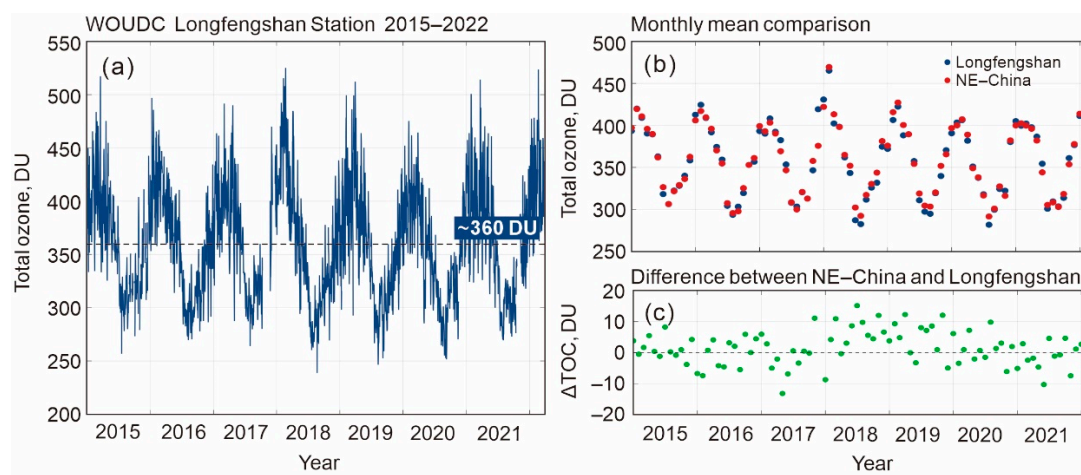 WOUDC Longfengshan Station 2015–2022
(a)
Total ozone, DU
550
500
450
400
350
300
250
200
~360 DU
2015 2016 2017 2018 2019 2020 2021
Year
Monthly mean comparison
(b)
Longfengshan
NE–China
Total ozone, DU
500
450
400
350
300
250
Difference between NE–China and Longfengshan
(c)
ΔTOC, DU
20
10
0
−10
−20
2015 2016 2017 2018 2019 2020 2021
Year